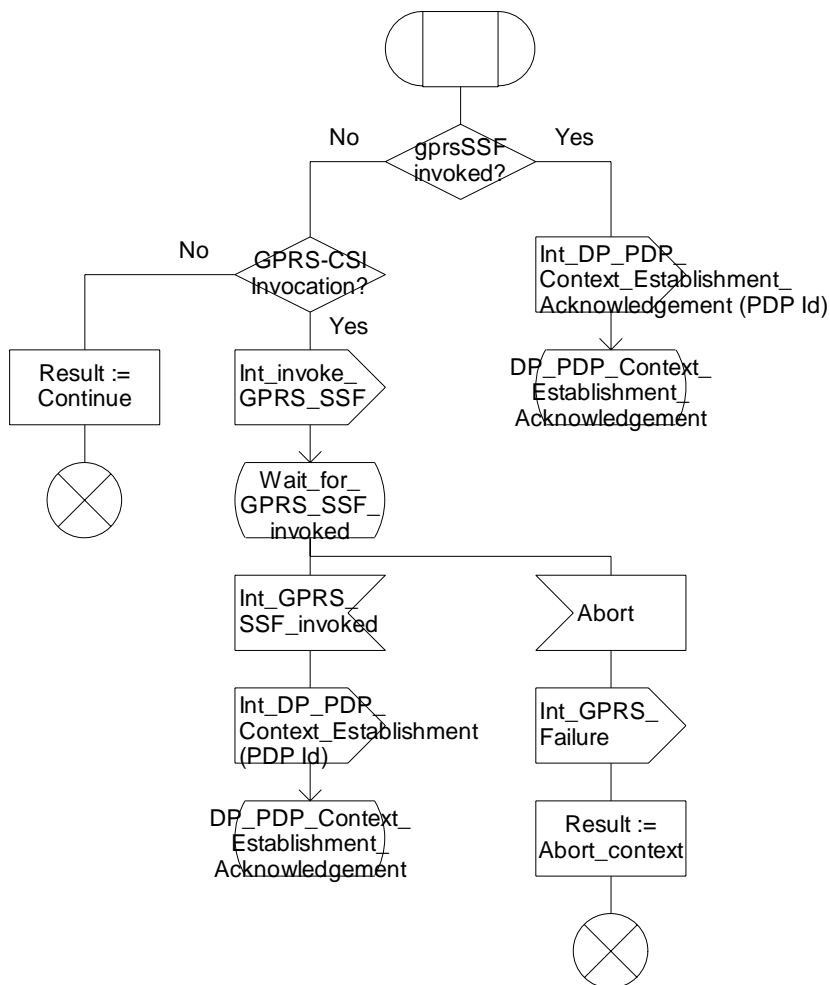 No
gprsSSF
invoked?
Yes
No
GPRS-CSI
Invocation?
Yes
Int_DP_PDP_
Context_Establishment_
Acknowledgement (PDP Id)
Result :=
Continue
Int_invoke_
GPRS_SSF
DP_PDP_Context_
Establishment_
Acknowledgement
Wait_for_
GPRS_SSF_
invoked
Int_GPRS_
SSF_invoked
Abort
Int_DP_PDP_
Context_Establishment
(PDP Id)
Int_GPRS_
Failure
DP_PDP_Context_
Establishment_
Acknowledgement
Result :=
Abort_context